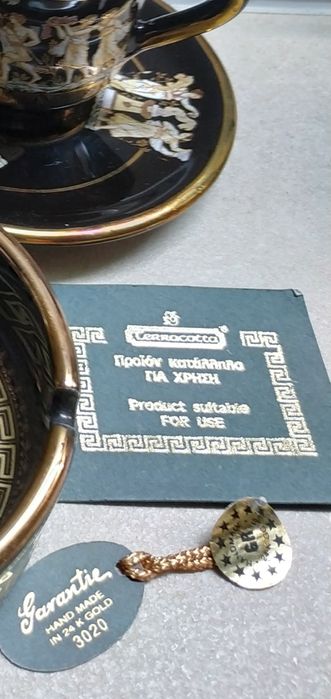 terracotta ®
Προϊόν κατάλληλο
ΓΙΑ ΧΡΗΣΗ
Product suitable
FOR USE
Garantie
HAND MADE
IN 24 K GOLD
3020
GR